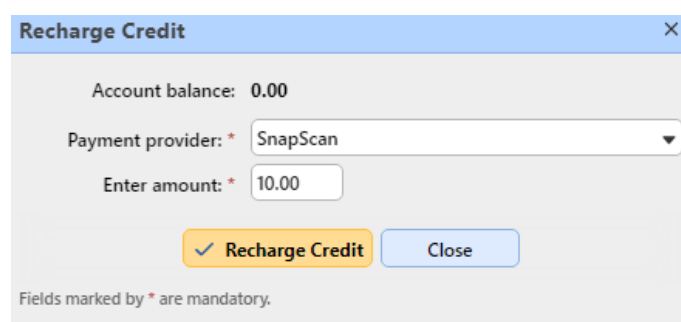 Recharge Credit
Account balance: 0.00
Payment provider: * SnapScan
Enter amount: * 10.00
Recharge Credit Close
Fields marked by * are mandatory.